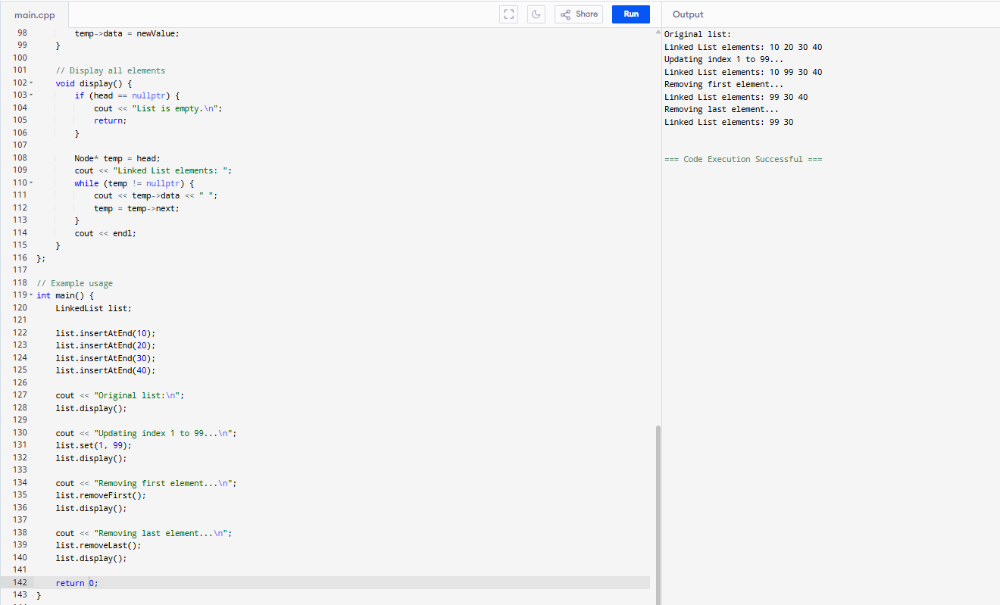 main.cpp
Share
Run
Output
98 temp->data = newValue;
99 }
100
101 // Display all elements
102 void display() {
103 if (head == nullptr) {
104 cout << "List is empty.\n";
105 return;
106 }
107
108 Node* temp = head;
109 cout << "Linked List elements: ";
110 while (temp != nullptr) {
111 cout << temp->data << " ";
112 temp = temp->next;
113 }
114 cout << endl;
115 }
116 };
117
118 // Example usage
119 int main() {
120 LinkedList list;
121
122 list.insertAtEnd(10);
123 list.insertAtEnd(20);
124 list.insertAtEnd(30);
125 list.insertAtEnd(40);
126
127 cout << "Original list:\n";
128 list.display();
129
130 cout << "Updating index 1 to 99...\n";
131 list.set(1, 99);
132 list.display();
133
134 cout << "Removing first element...\n";
135 list.removeFirst();
136 list.display();
137
138 cout << "Removing last element...\n";
139 list.removeLast();
140 list.display();
141
142 return 0;
143 }
Original list:
Linked List elements: 10 20 30 40
Updating index 1 to 99...
Linked List elements: 10 99 30 40
Removing first element...
Linked List elements: 99 30 40
Removing last element...
Linked List elements: 99 30
=== Code Execution Successful ===